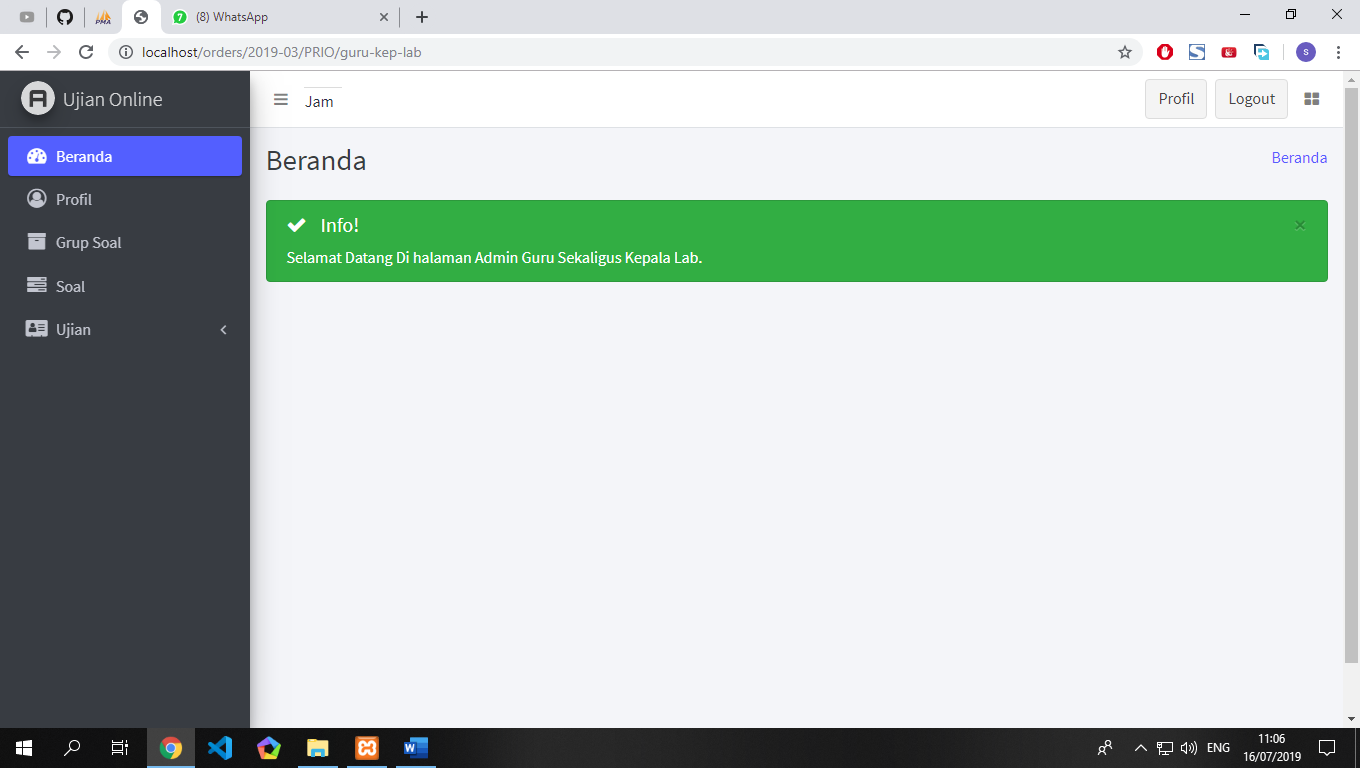 PMA
(8) WhatsApp
localhost/orders/2019-03/PRIO/guru-kep-lab
S
Ujian Online
Jam
Profil
Logout
Beranda
Beranda
Beranda
Profil
Grup Soal
Soal
Ujian
Info!
Selamat Datang Di halaman Admin Guru Sekaligus Kepala Lab.
ENG
11:06
16/07/2019